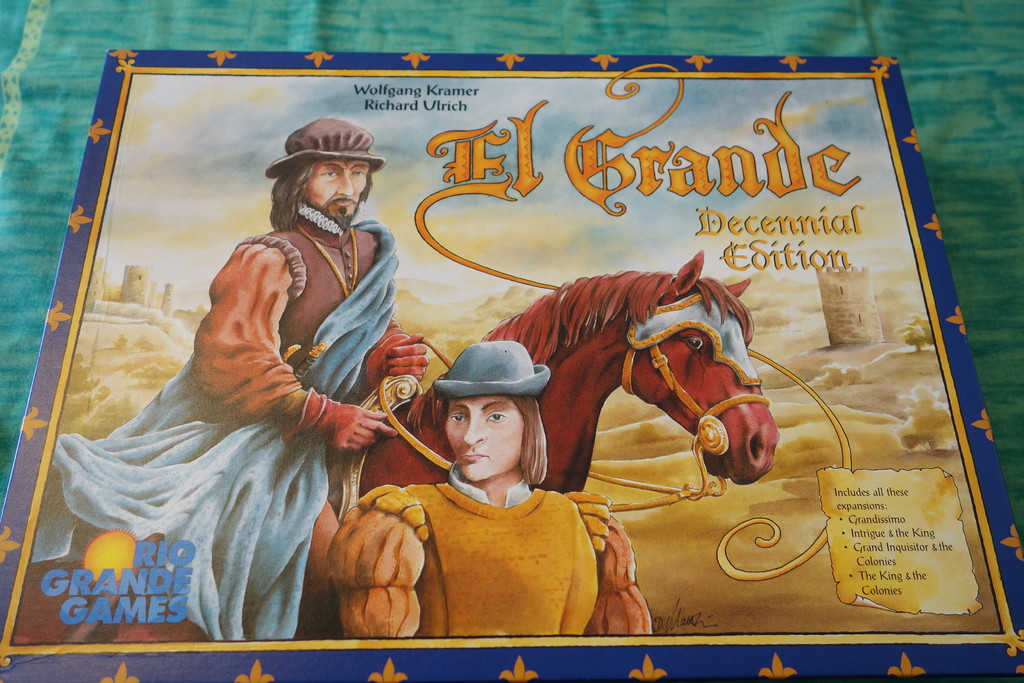 Wolfgang Kramer
Richard Ulrich
El Grande
Decennial
Edition
Includes all these
expansions:
• Grandissimo
• Intrigue & the King
• Grand Inquisitor & the
Colonies
• The King & the
Colonies
RIO
GRANDE
GAMES